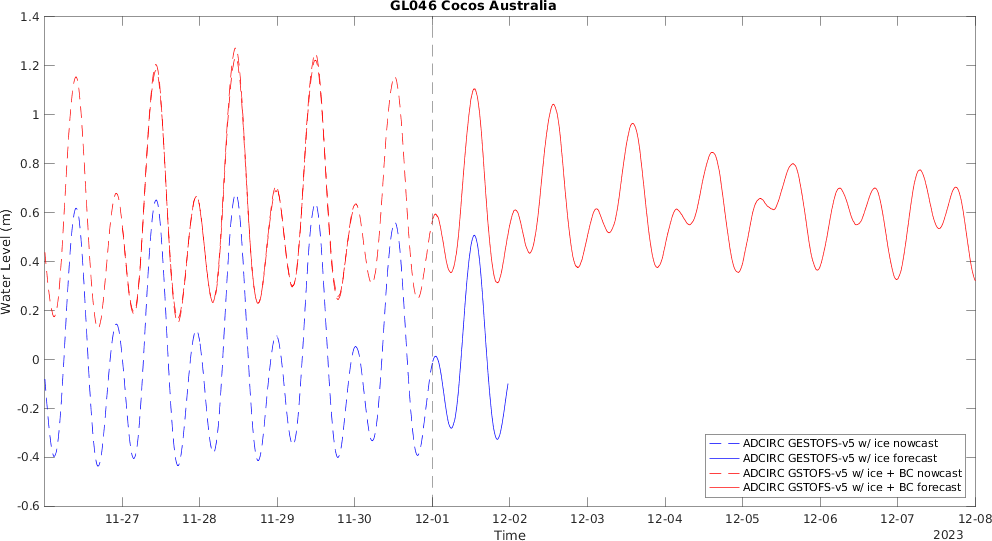 GL046 Cocos Australia
1.4
1.2
1
0.8
0.6
0.4
0.2
0
-0.2
-0.4
-0.6
Water Level (m)
11-27 11-28 11-29 11-30 12-01 12-02 12-03 12-04 12-05 12-06 12-07 12-08
Time
2023
ADCIRC GESTOFS-v5 w/ ice nowcast
ADCIRC GESTOFS-v5 w/ ice forecast
ADCIRC GSTOFS-v5 w/ ice + BC nowcast
ADCIRC GSTOFS-v5 w/ ice + BC forecast